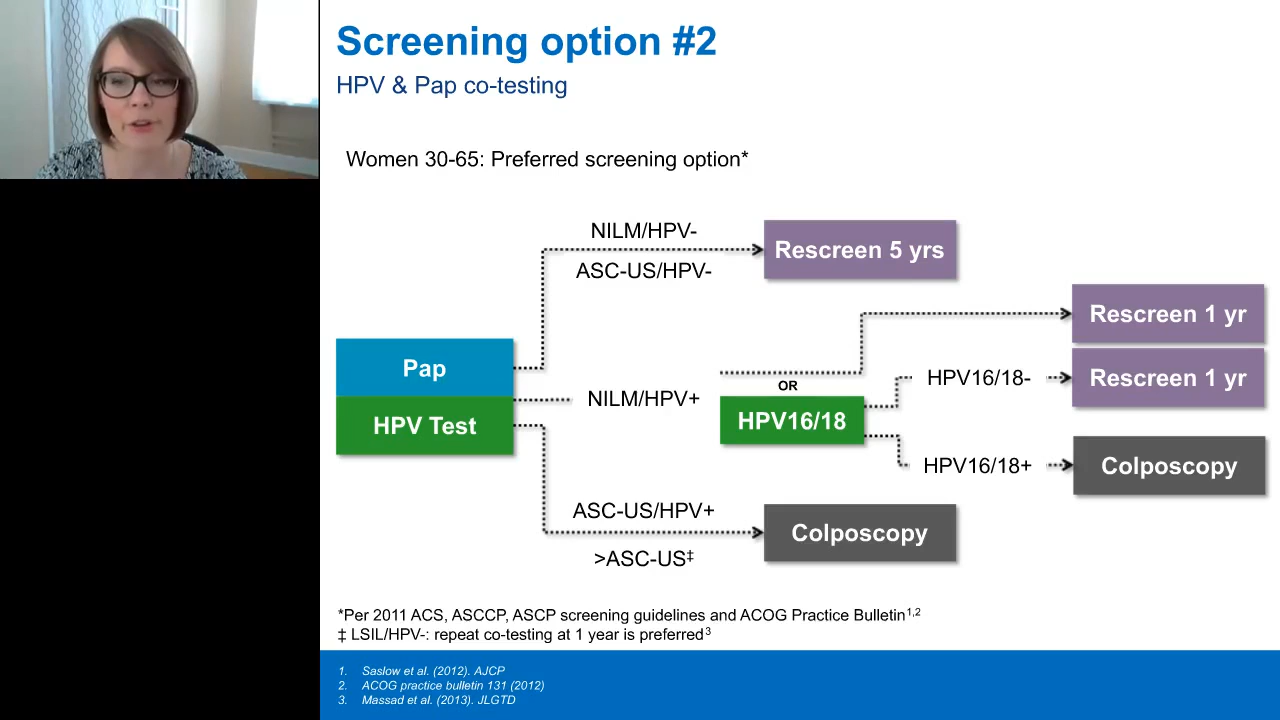 Screening option #2
HPV & Pap co-testing
Women 30-65: Preferred screening option*
NILM/HPV-
ASC-US/HPV-
Rescreen 5 yrs
Pap
HPV Test
NILM/HPV+
OR
HPV16/18
Rescreen 1 yr
HPV16/18-
Rescreen 1 yr
HPV16/18+
Colposcopy
ASC-US/HPV+
>ASC-US‡
Colposcopy
*Per 2011 ACS, ASCCP, ASCP screening guidelines and ACOG Practice Bulletin1,2
‡ LSIL/HPV-: repeat co-testing at 1 year is preferred3
1. Saslow et al. (2012). AJCP
2. ACOG practice bulletin 131 (2012)
3. Massad et al. (2013). JLGTD